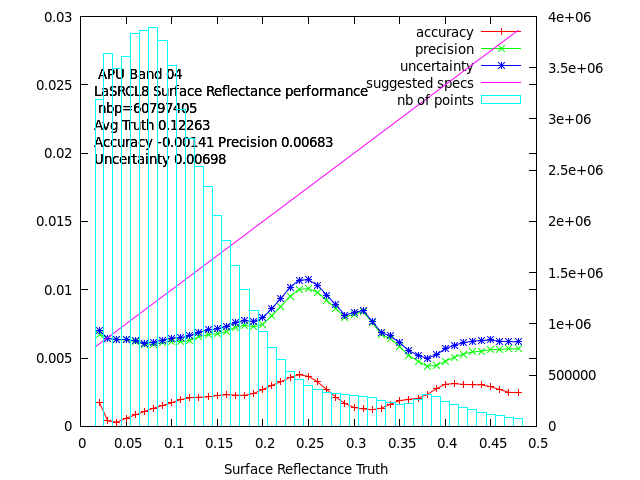 0.03
0.025
0.02
0.015
0.01
0.005
0
4e+06
3.5e+06
3e+06
2.5e+06
2e+06
1.5e+06
1e+06
500000
0
accuracy
precision
uncertainty
suggested specs
nb of points
APU Band 04
LaSRCL8 Surface Reflectance performance
nbp=60797405
Avg Truth 0.12263
Accuracy -0.00141 Precision 0.00683
Uncertainty 0.00698
0 0.05 0.1 0.15 0.2 0.25 0.3 0.35 0.4 0.45 0.5
Surface Reflectance Truth